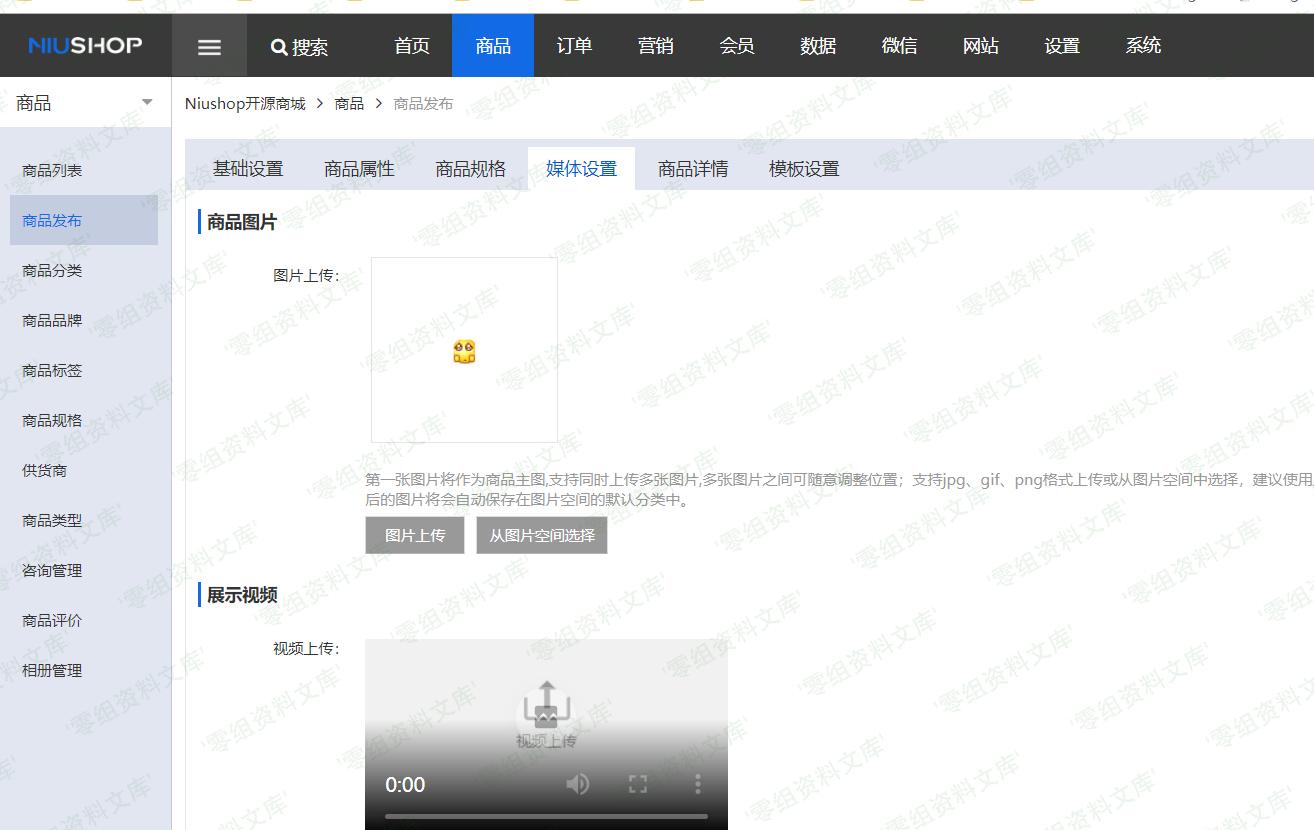 NIUSHOP
搜索
首页
商品
订单
营销
会员
数据
微信
网站
设置
系统
商品
Niushop开源商城 > 商品 > 商品发布
商品列表
商品发布
商品分类
商品品牌
商品标签
商品规格
供货商
商品类型
咨询管理
商品评价
相册管理
基础设置
商品属性
商品规格
媒体设置
商品详情
模板设置
商品图片
图片上传：
第一张图片将作为商品主图,支持同时上传多张图片,多张图片之间可随意调整位置；支持jpg、gif、png格式上传或从图片空间中选择，建议使用
后的图片将会自动保存在图片空间的默认分类中。
图片上传
从图片空间选择
展示视频
视频上传：
视频上传
0:00
零组资料文库